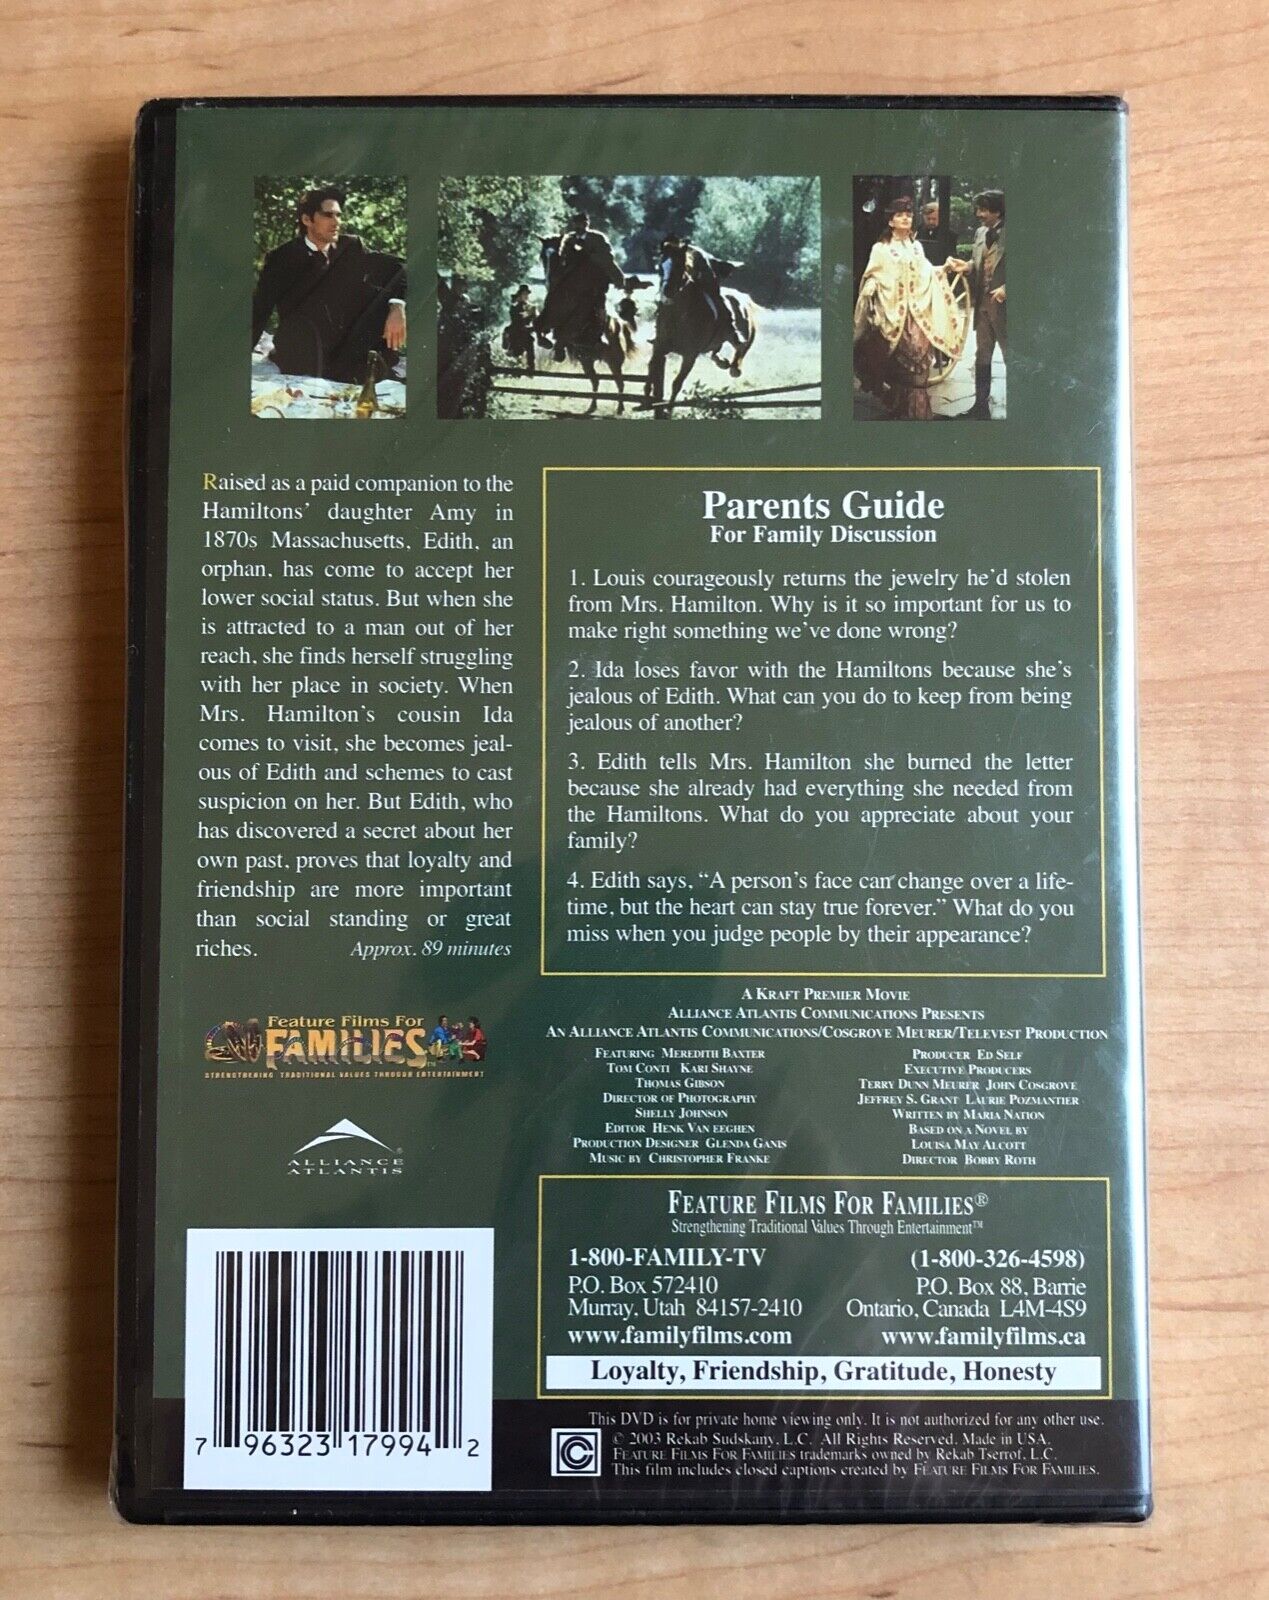 Raised as a paid companion to the
Hamiltons' daughter Amy in
1870s Massachusetts, Edith, an
orphan, has come to accept her
lower social status. But when she
is attracted to a man out of her
reach, she finds herself struggling
with her place in society. When
Mrs. Hamilton's cousin Ida
comes to visit, she becomes jeal-
ous of Edith and schemes to cast
suspicion on her. But Edith, who
has discovered a secret about her
own past, proves that loyalty and
friendship are more important
than social standing or great
riches. Approx. 89 minutes
Parents Guide
For Family Discussion
1. Louis courageously returns the jewelry he'd stolen
from Mrs. Hamilton. Why is it so important for us to
make right something we've done wrong?
2. Ida loses favor with the Hamiltons because she's
jealous of Edith. What can you do to keep from being
jealous of another?
3. Edith tells Mrs. Hamilton she burned the letter
because she already had everything she needed from
the Hamiltons. What do you appreciate about your
family?
4. Edith says, “A person's face can change over a life-
time, but the heart can stay true forever.” What do you
miss when you judge people by their appearance?
Feature Films For
FAMILIES™
STRENGTHENING TRADITIONAL VALUES THROUGH ENTERTAINMENT
ALLIANCE®
ATLANTIS
A KRAFT PREMIER MOVIE
ALLIANCE ATLANTIS COMMUNICATIONS PRESENTS
AN ALLIANCE ATLANTIS COMMUNICATIONS/COSGROVE MEURER/TELEVEST PRODUCTION
FEATURING MEREDITH BAXTER
TOM CONTI KARI SHAYNE
THOMAS GIBSON
DIRECTOR OF PHOTOGRAPHY
SHELLY JOHNSON
EDITOR HENK VAN EEGHEN
PRODUCTION DESIGNER GLENDA GANIS
MUSIC BY CHRISTOPHER FRANKE
PRODUCER ED SELF
EXECUTIVE PRODUCERS
TERRY DUNN MEURER JOHN COSGROVE
JEFFREY S. GRANT LAURIE POZMANTIER
WRITTEN BY MARIA NATION
BASED ON A NOVEL BY
LOUISA MAY ALCOTT
DIRECTOR BOBBY ROTH
FEATURE FILMS FOR FAMILIES®
Strengthening Traditional Values Through Entertainment™
1-800-FAMILY-TV (1-800-326-4598)
P.O. Box 572410
Murray, Utah 84157-2410
www.familyfilms.com
P.O. Box 88, Barrie
Ontario, Canada L4M-4S9
www.familyfilms.ca
Loyalty, Friendship, Gratitude, Honesty
7 96323 17994 2
CC
This DVD is for private home viewing only. It is not authorized for any other use.
© 2003 Rekab Sudskany, L.C. All Rights Reserved. Made in USA.
FEATURE FILMS FOR FAMILIES trademarks owned by Rekab Tserrof, L.C.
This film includes closed captions created by FEATURE FILMS FOR FAMILIES.